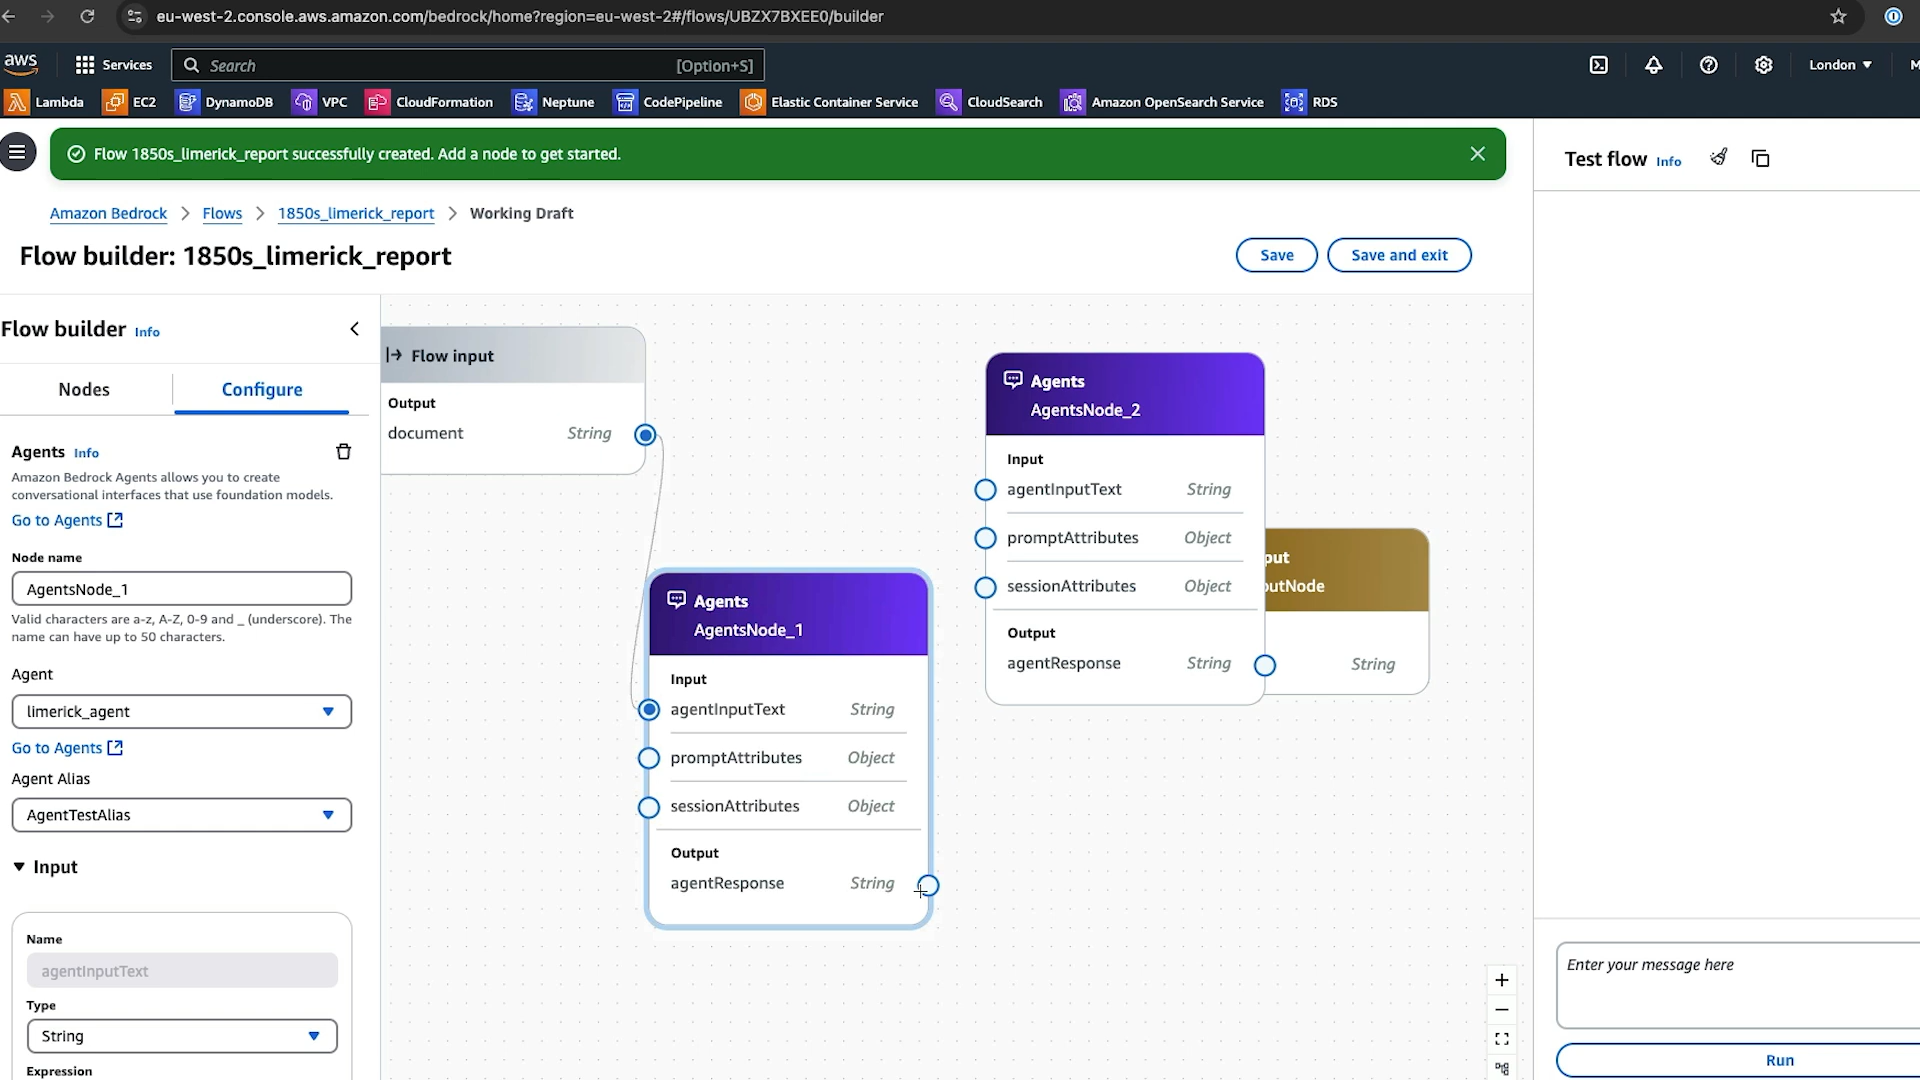 eu-west-2.console.aws.amazon.com/bedrock/home?region=eu-west-2#/flows/UBZX7BXEE0/builder
aws
Services
Search
[Option+S]
London
M
Lambda
EC2
DynamoDB
VPC
CloudFormation
Neptune
CodePipeline
Elastic Container Service
CloudSearch
Amazon OpenSearch Service
RDS
Flow 1850s_limerick_report successfully created. Add a node to get started.
Amazon Bedrock
Flows
1850s_limerick_report
Working Draft
Flow builder: 1850s_limerick_report
Save
Save and exit
Flow builder Info
Nodes
Configure
Agents Info
Amazon Bedrock Agents allows you to create
conversational interfaces that use foundation models.
Go to Agents
Node name
AgentsNode_1
Valid characters are a-z, A-Z, 0-9 and _ (underscore). The
name can have up to 50 characters.
Agent
limerick_agent
Go to Agents
Agent Alias
AgentTestAlias
Input
Name
agentInputText
Type
String
Expression
Flow input
Output
document String
Agents
AgentsNode_1
Input
agentInputText String
promptAttributes Object
sessionAttributes Object
Output
agentResponse String
Agents
AgentsNode_2
Input
agentInputText String
promptAttributes Object
sessionAttributes Object
Output
agentResponse String
put
putNode
String
Test flow Info
Enter your message here
Run